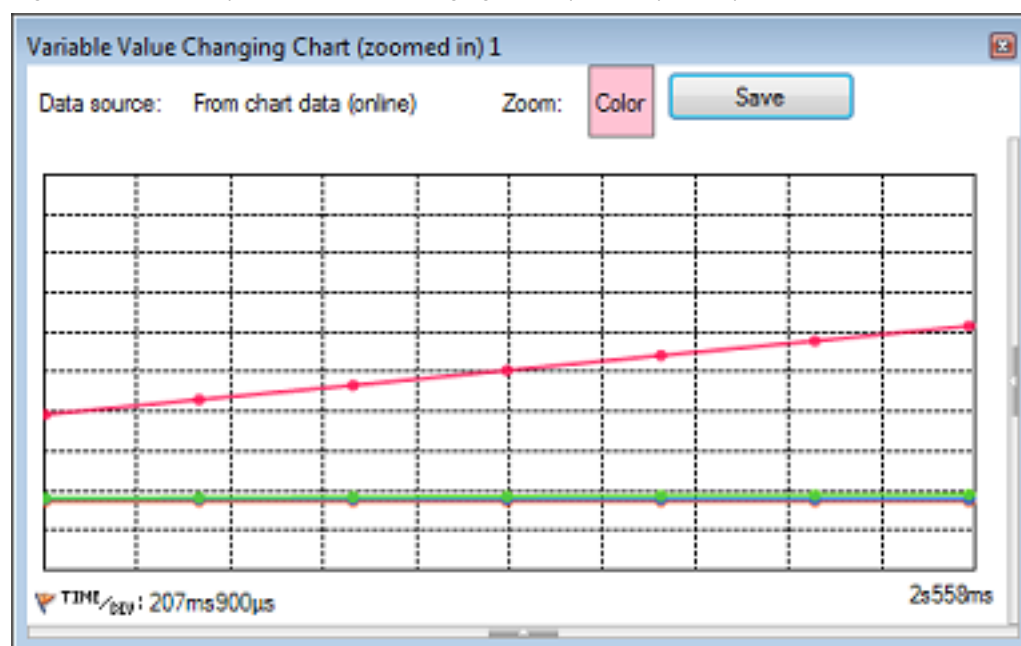 Variable Value Changing Chart (zoomed in) 1
Data source: From chart data (online) Zoom: Color Save
TIME/DEV: 207ms900µs 2s558ms